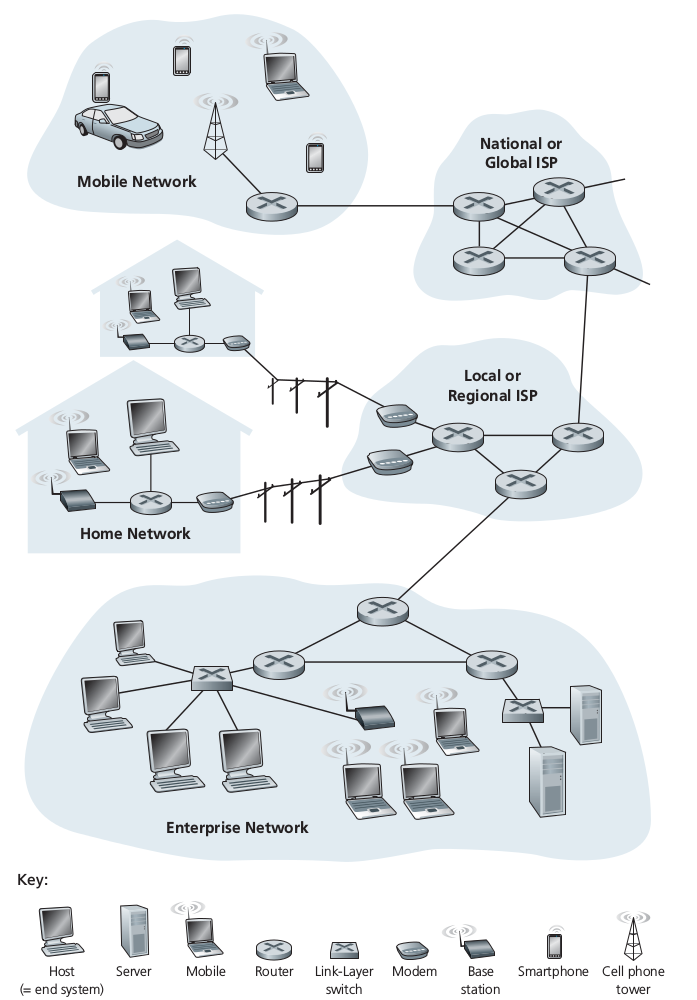 National or
Global ISP
Mobile Network
Local or
Regional ISP
Home Network
Enterprise Network
Key:
Host
(= end system)
Server
Mobile
Router
Link-Layer
switch
Modem
Base
station
Smartphone
Cell phone
tower